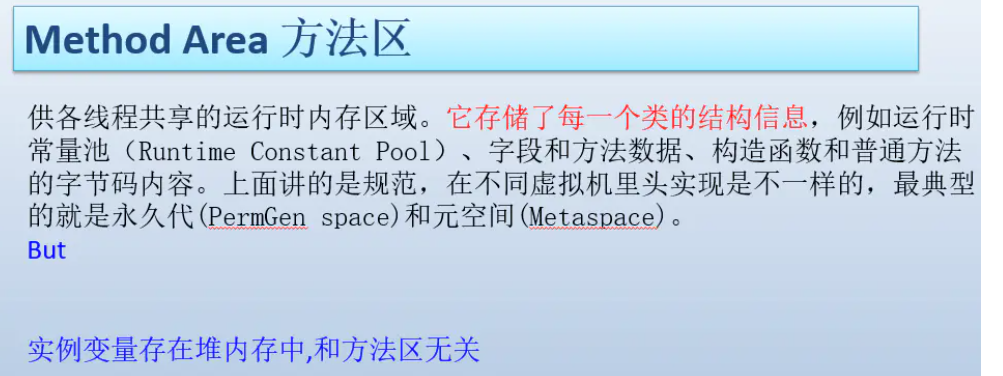 Method Area 方法区
供各线程共享的运行时内存区域。它存储了每一个类的结构信息，例如运行时
常量池（Runtime Constant Pool）、字段和方法数据、构造函数和普通方法
的字节码内容。上面讲的是规范，在不同虚拟机里头实现是不一样的，最典型
的就是永久代(PermGen space)和元空间(Metaspace)。
But
实例变量存在堆内存中,和方法区无关